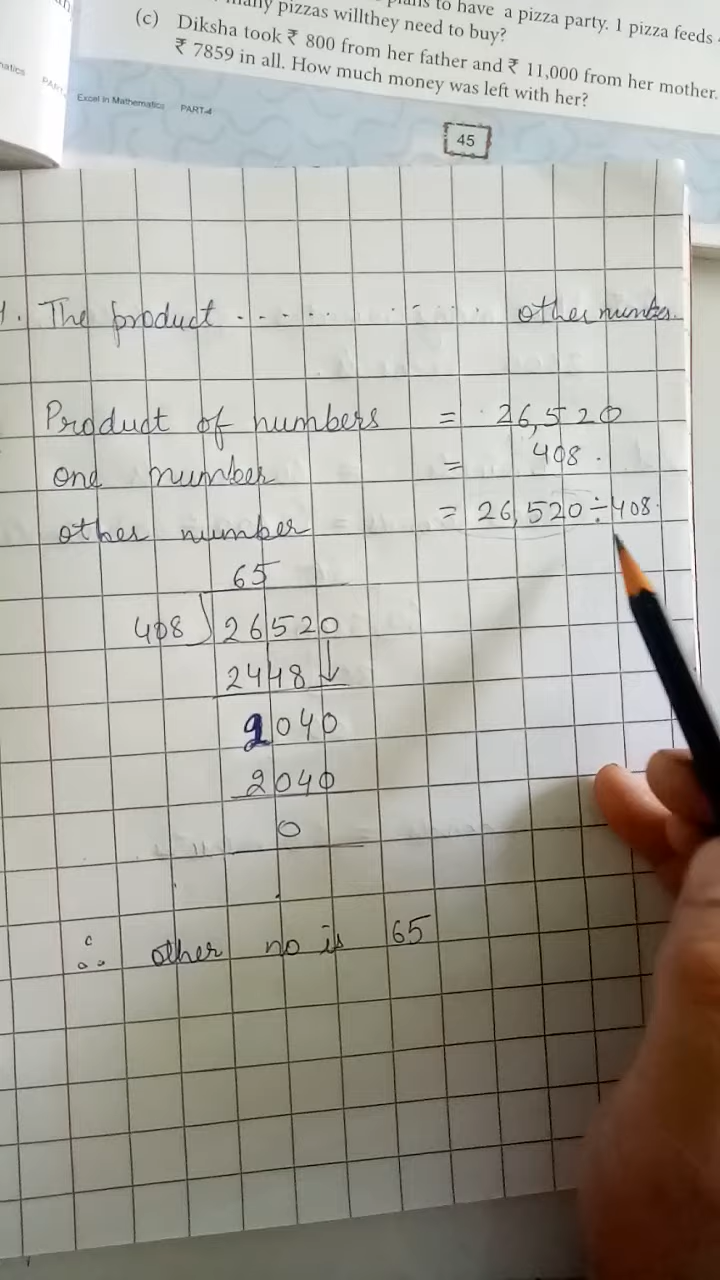 to have a pizza party. 1 pizza feeds
many pizzas willthey need to buy?
(c) Diksha took ₹ 800 from her father and ₹ 11,000 from her mother.
₹ 7859 in all. How much money was left with her?
Excel in Mathematics PART-4
45
The product . . . . . . . . . . other number.
Product of numbers = 26,520
one number = 408.
other number = 26,520÷408.
65
408 ) 26520
2448 ↓
2040
2040
0
∴ other no is 65